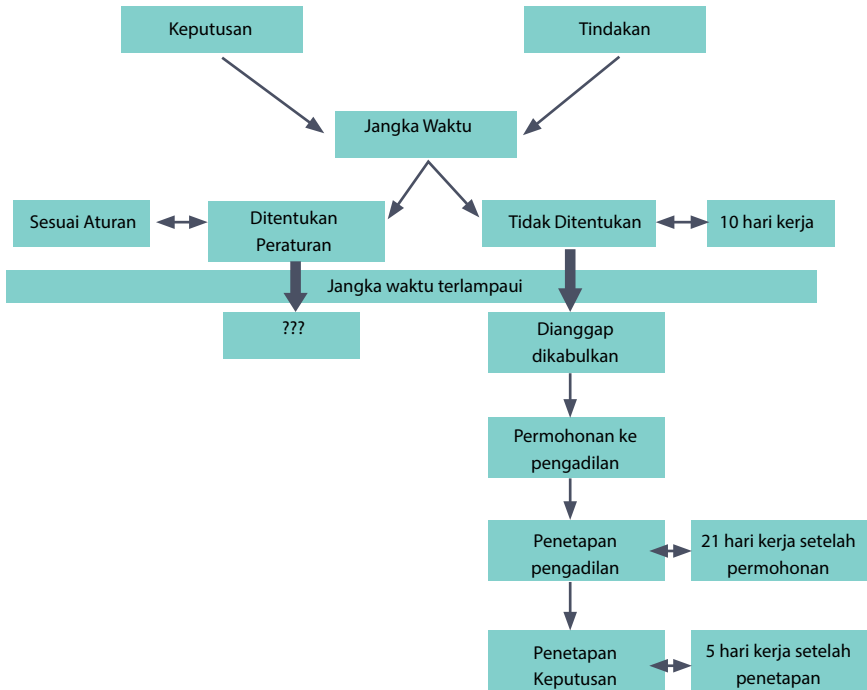 Keputusan
Tindakan
Jangka Waktu
Sesuai Aturan
Ditentukan
Peraturan
Tidak Ditentukan
10 hari kerja
Jangka waktu terlampaui
???
Dianggap
dikabulkan
Permohonan ke
pengadilan
Penetapan
pengadilan
21 hari kerja setelah
permohonan
Penetapan
Keputusan
5 hari kerja setelah
penetapan